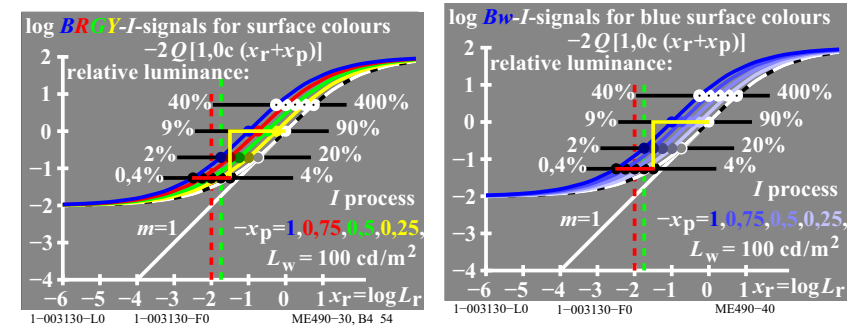 log BRGY-I-signals for surface colours
−2Q[1,0c (xr+xp)]
relative luminance:
2
1
0
−1
−2
−3
−4
40% 400%
9% 90%
2% 20%
0,4% 4%
I process
m=1
−xp=1,0,75,0,5,0,25,
Lw = 100 cd/m2
−6 −5 −4 −3 −2 −1 0 1 xr=logLr
1−003130−L0 1−003130−F0 ME490−30, B4_54
log Bw-I-signals for blue surface colours
−2Q[1,0c (xr+xp)]
relative luminance:
2
1
0
−1
−2
−3
−4
40% 400%
9% 90%
2% 20%
0,4% 4%
I process
m=1
−xp=1,0,75,0,5,0,25,
Lw = 100 cd/m2
−6 −5 −4 −3 −2 −1 0 1 xr=logLr
1−003130−L0 1−003130−F0 ME490−40